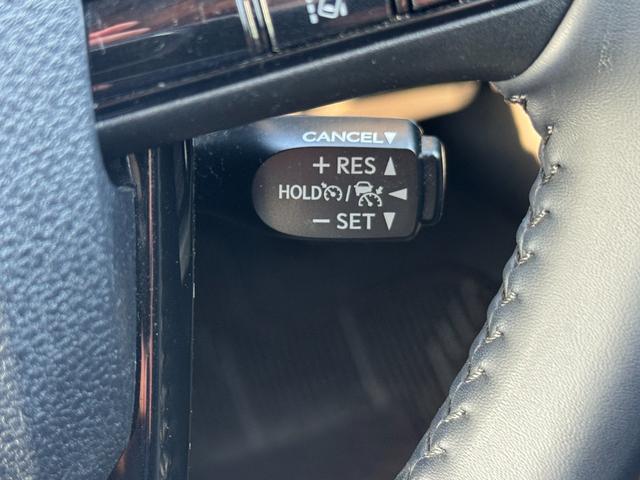 CANCEL▼
+ RES ▲
HOLD / ◄
− SET ▼